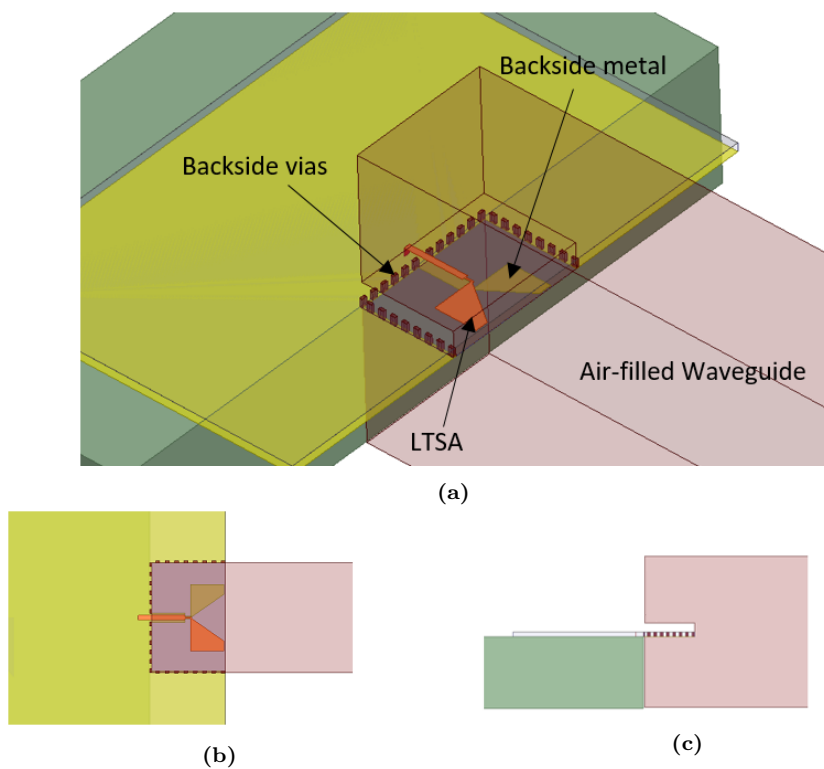 Backside metal
Backside vias
Air-filled Waveguide
LTSA
(a)
(b)
(c)